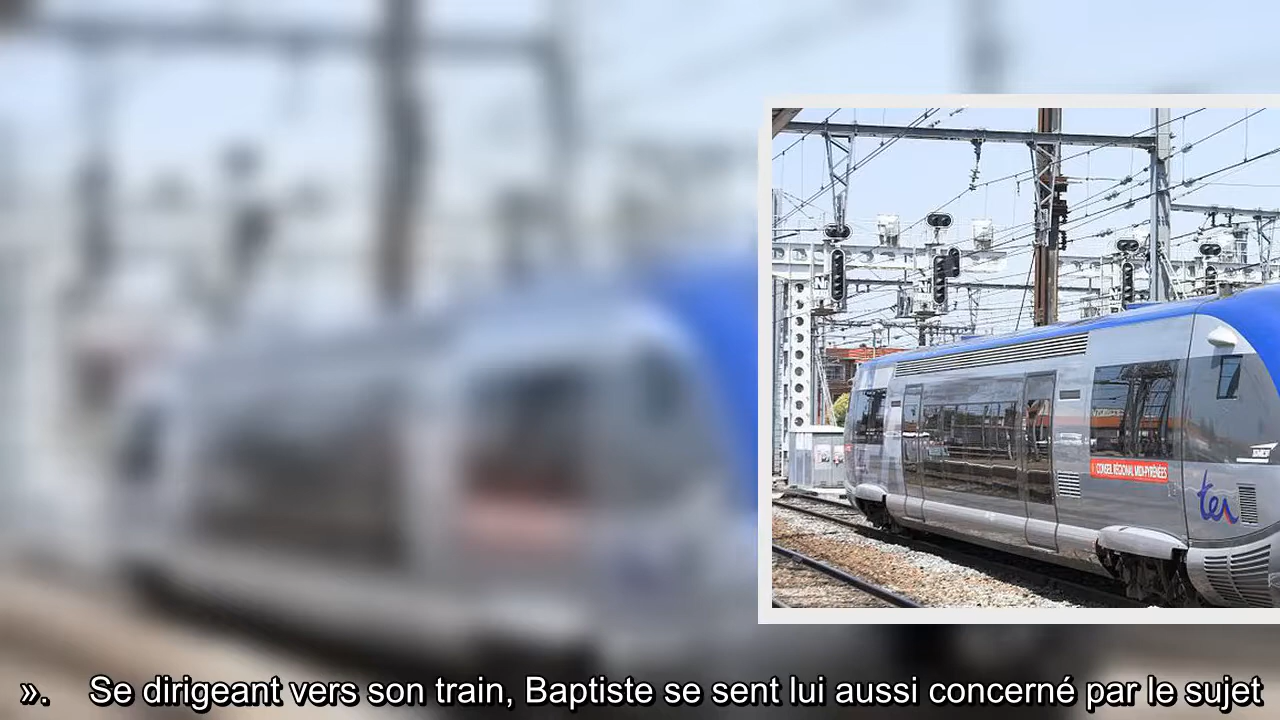 CONSEIL RÉGIONAL MIDI-PYRÉNÉES
ter
». Se dirigeant vers son train, Baptiste se sent lui aussi concerné par le sujet